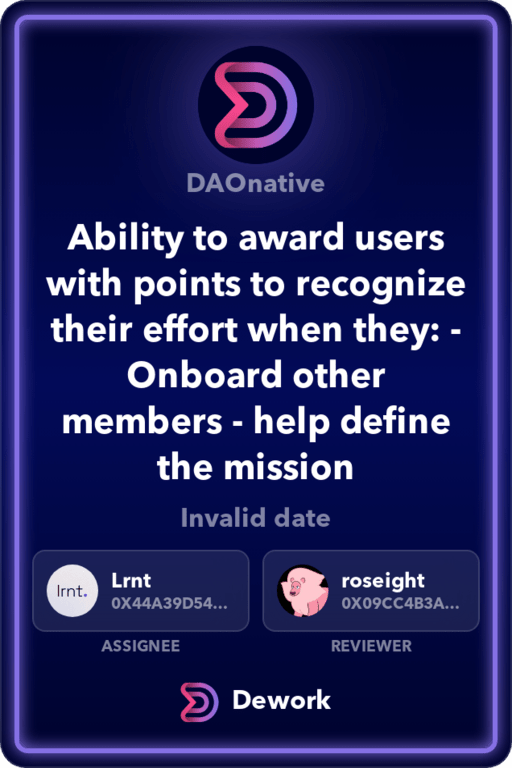 DAOnative
Ability to award users
with points to recognize
their effort when they: -
Onboard other
members - help define
the mission
Invalid date
lrnt.
Lrnt
0X44A39D54...
roseight
0X09CC4B3A...
ASSIGNEE
REVIEWER
Dework